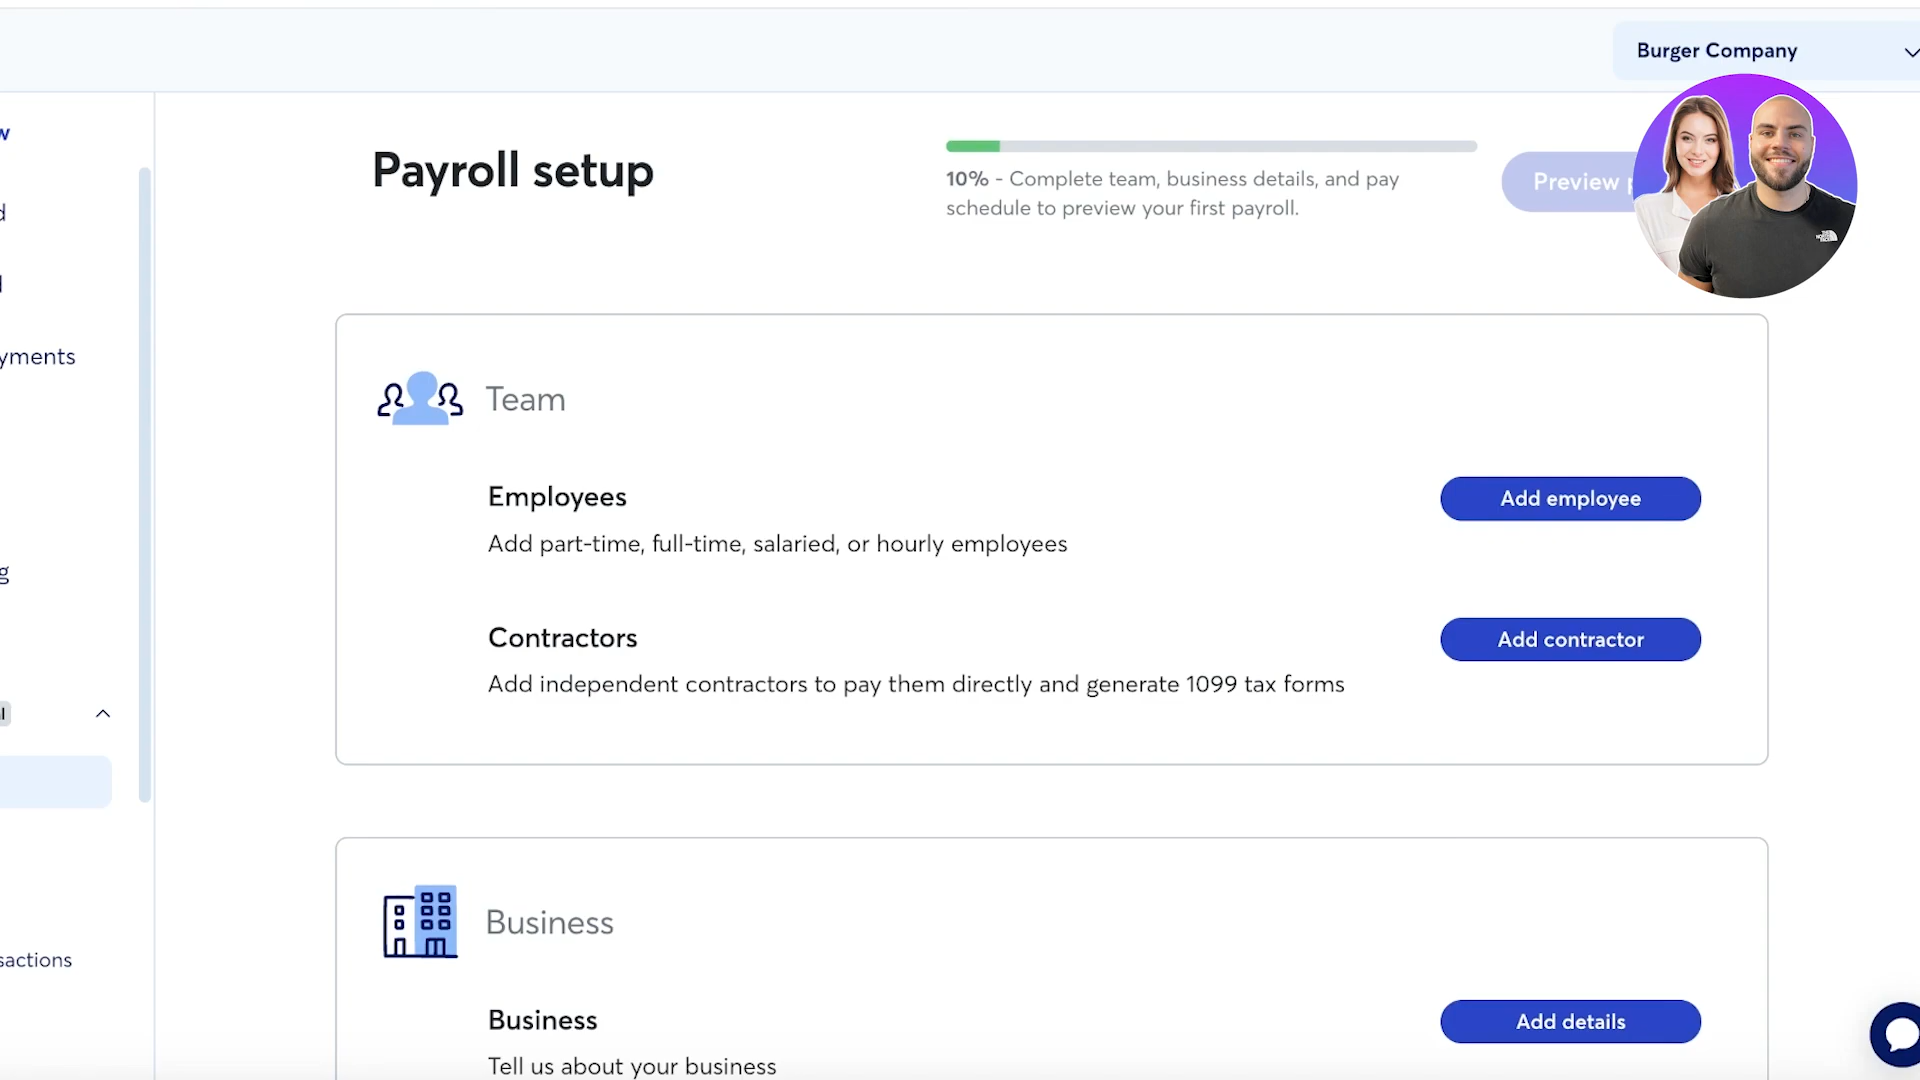 Burger Company
w
d
yments
g
sactions
Payroll setup
10% - Complete team, business details, and pay
schedule to preview your first payroll.
Preview
Team
Employees
Add part-time, full-time, salaried, or hourly employees
Add employee
Contractors
Add independent contractors to pay them directly and generate 1099 tax forms
Add contractor
Business
Business
Tell us about your business
Add details